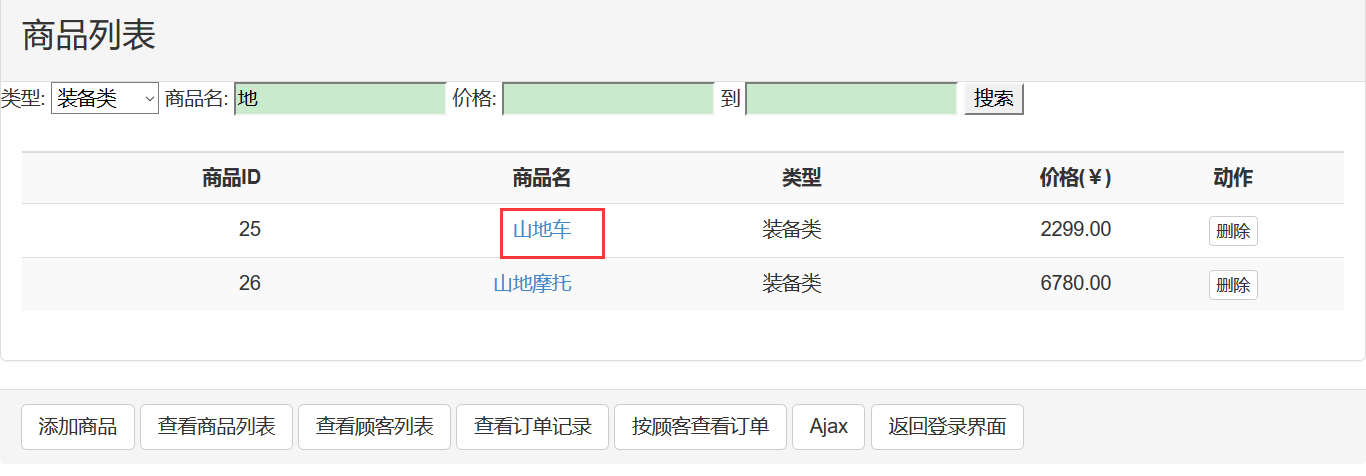 商品列表
类型: 装备类 商品名: 地 价格: 到 搜索
商品ID 商品名 类型 价格(￥) 动作
25 山地车 装备类 2299.00 删除
26 山地摩托 装备类 6780.00 删除
添加商品 查看商品列表 查看顾客列表 查看订单记录 按顾客查看订单 Ajax 返回登录界面